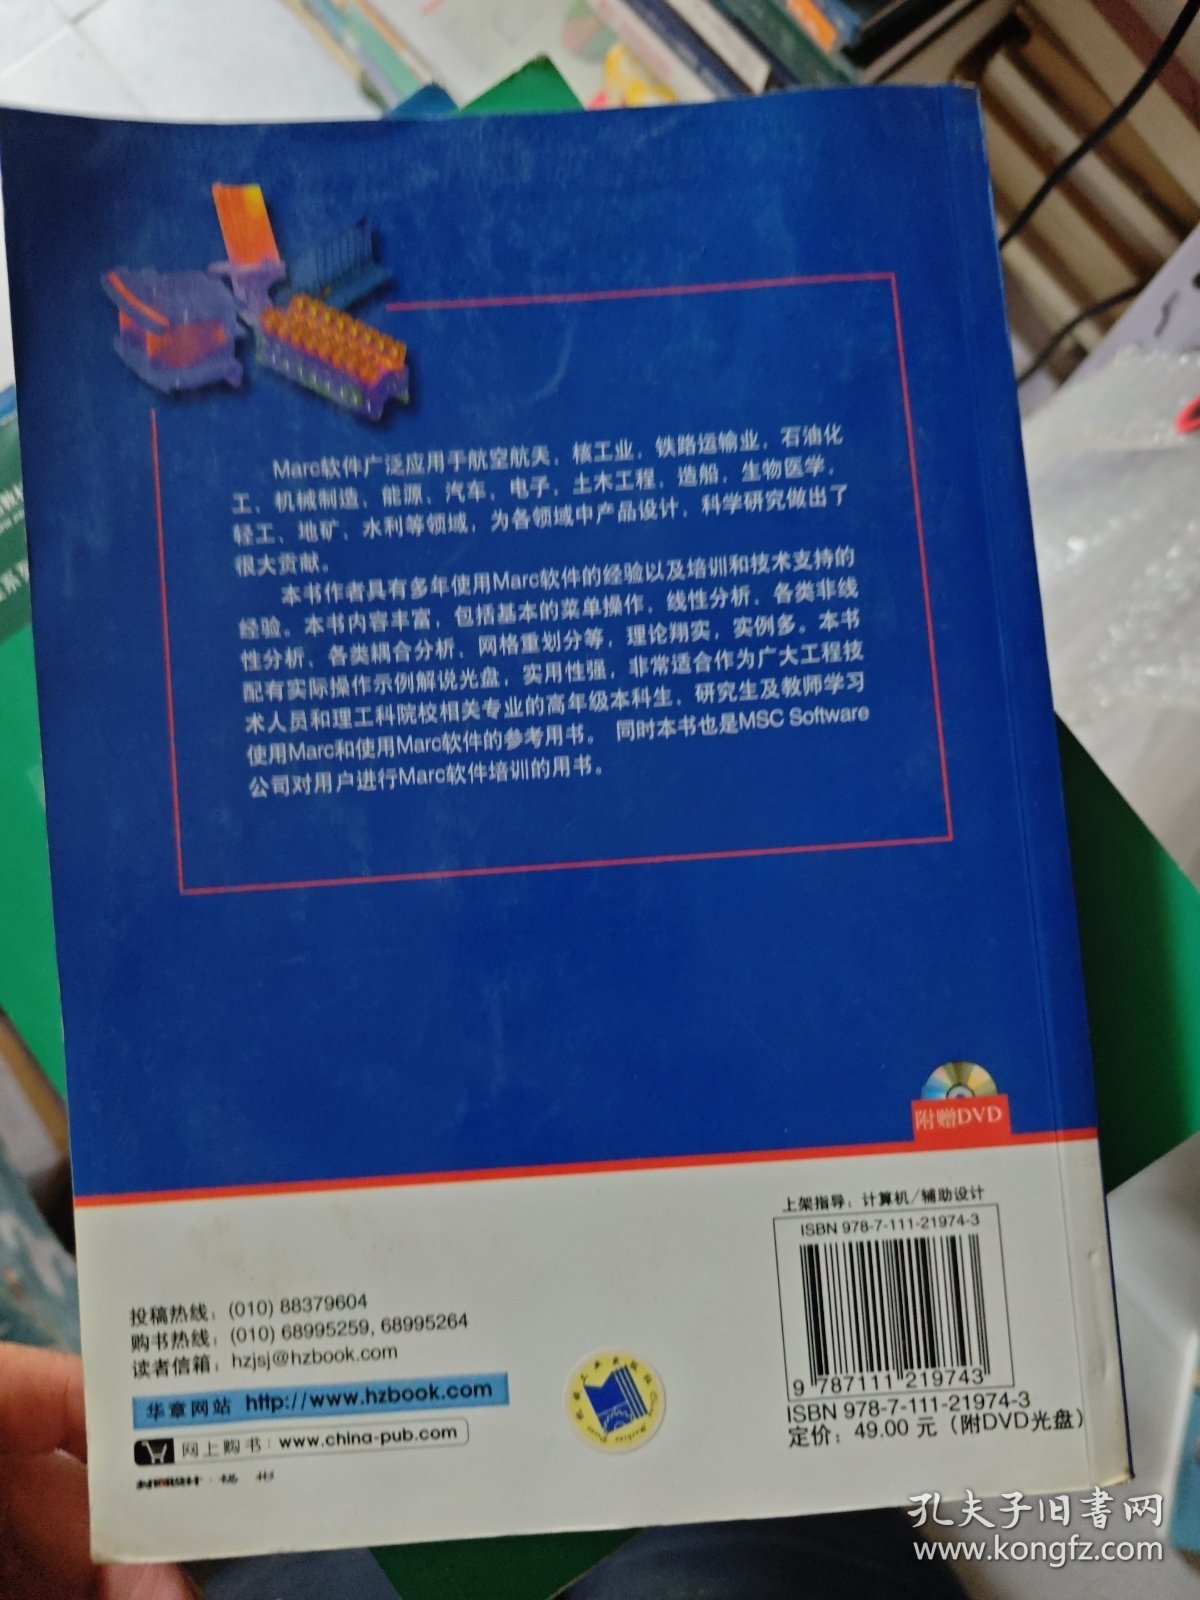 Marc软件广泛应用于航空航天、核工业、铁路运输业、石油化
工、机械制造、能源、汽车、电子、土木工程、造船、生物医学、
轻工、地矿、水利等领域，为各领域中产品设计、科学研究做出了
很大贡献。
本书作者具有多年使用Marc软件的经验以及培训和技术支持的
经验。本书内容丰富，包括基本的菜单操作、线性分析、各类非线
性分析、各类耦合分析、网格重划分等，理论翔实，实例多。本书
配有实际操作示例解说光盘，实用性强，非常适合作为广大工程技
术人员和理工科院校相关专业的高年级本科生、研究生及教师学习
使用Marc和使用Marc软件的参考用书。 同时本书也是MSC Software
公司对用户进行Marc软件培训的用书。
附赠DVD
上架指导：计算机/辅助设计
ISBN 978-7-111-21974-3
9 787111 219743
ISBN 978-7-111-21974-3
定价：49.00 元（附DVD光盘）
投稿热线：(010) 88379604
购书热线：(010) 68995259, 68995264
读者信箱：hzjsj@hzbook.com
华章网站 http://www.hzbook.com
网上购书：www.china-pub.com
孔夫子旧书网
www.kongfz.com